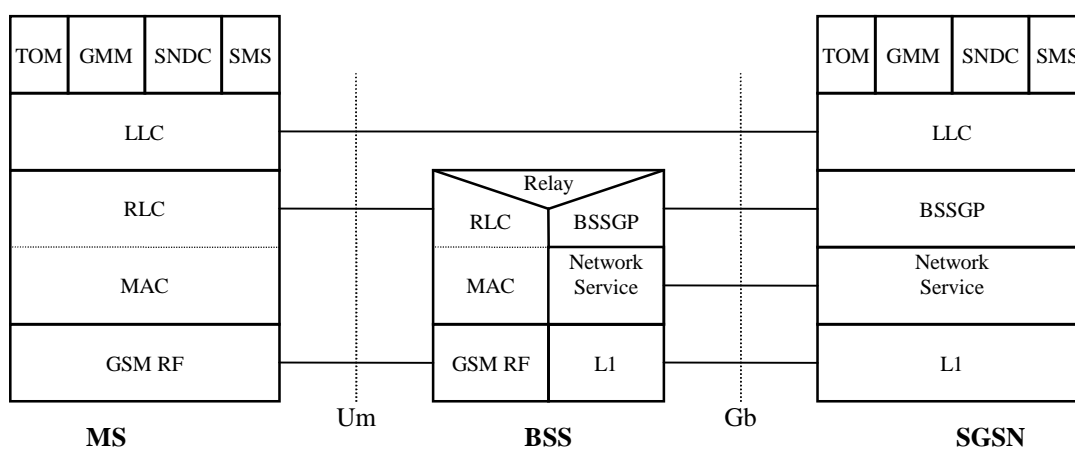 TOM GMM SNDC SMS TOM GMM SNDC SMS
LLC LLC
Relay
RLC RLC BSSGP BSSGP
MAC MAC Network Service Network Service
GSM RF GSM RF L1 L1
Um Gb
MS BSS SGSN